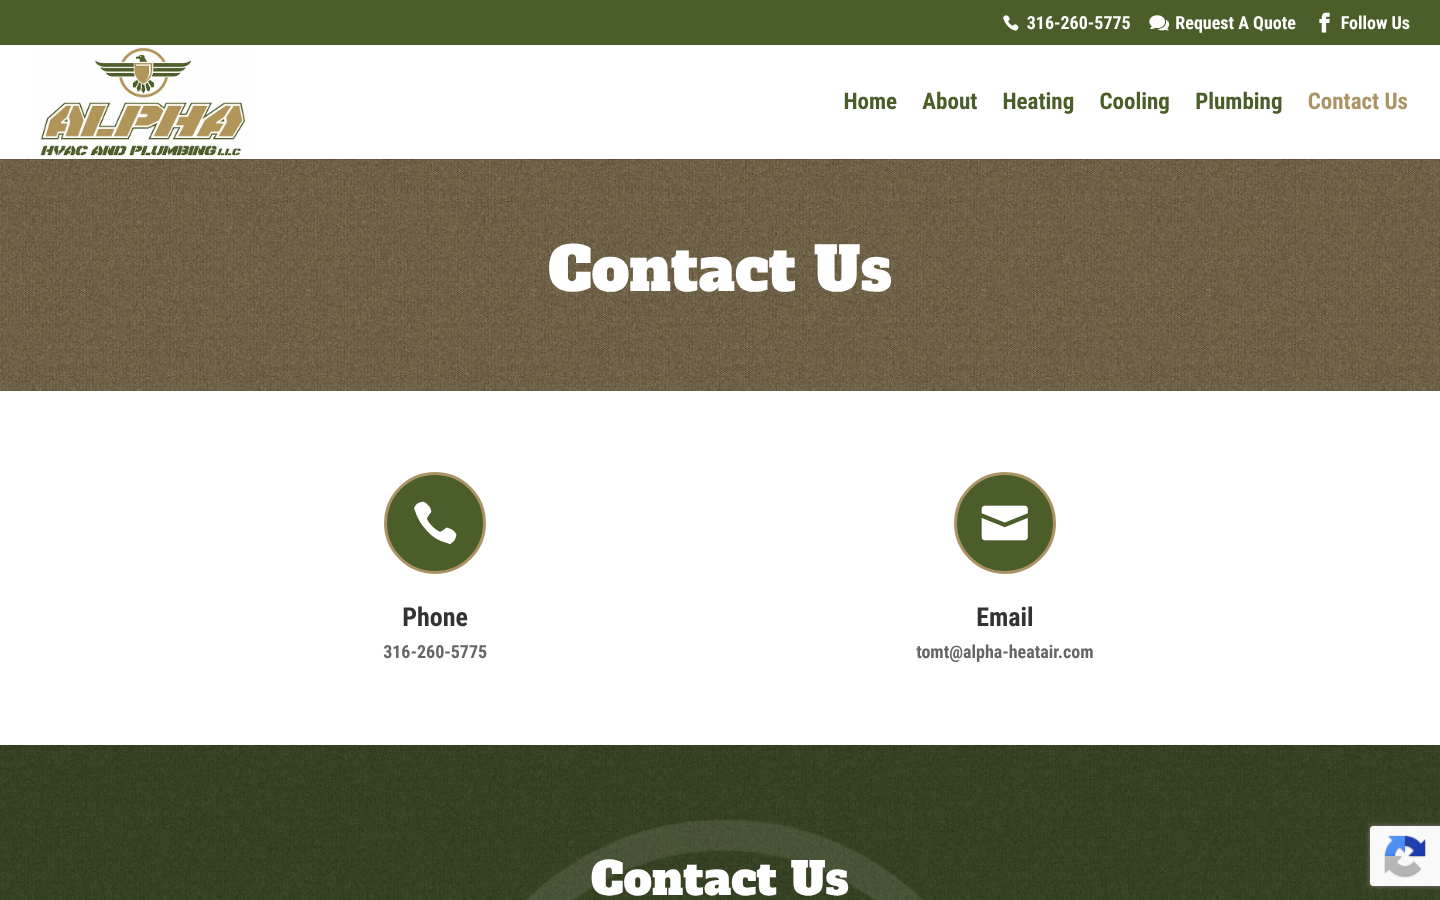 316-260-5775 Request A Quote Follow Us
ALPHA
HVAC AND PLUMBING LLC
Home About Heating Cooling Plumbing Contact Us
Contact Us
Phone
316-260-5775
Email
tomt@alpha-heatair.com
Contact Us